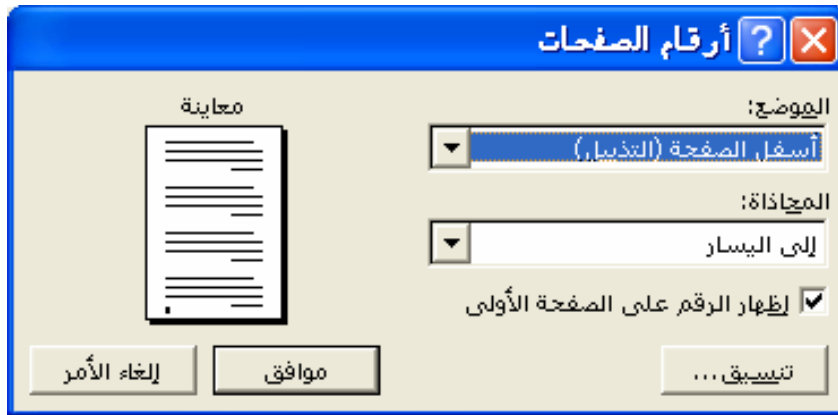 أرقام الصفحات
الموضع:
أسفل الصفحة (التذييل)
المحاذاة:
إلى اليسار
إظهار الرقم على الصفحة الأولى
تنسيق...
معاينة
موافق
إلغاء الأمر